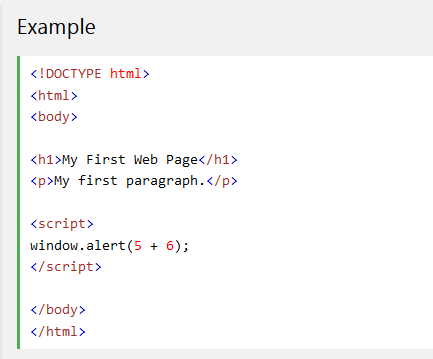 Example
<!DOCTYPE html>
<html>
<body>
<h1>My First Web Page</h1>
<p>My first paragraph.</p>
<script>
window.alert(5 + 6);
</script>
</body>
</html>